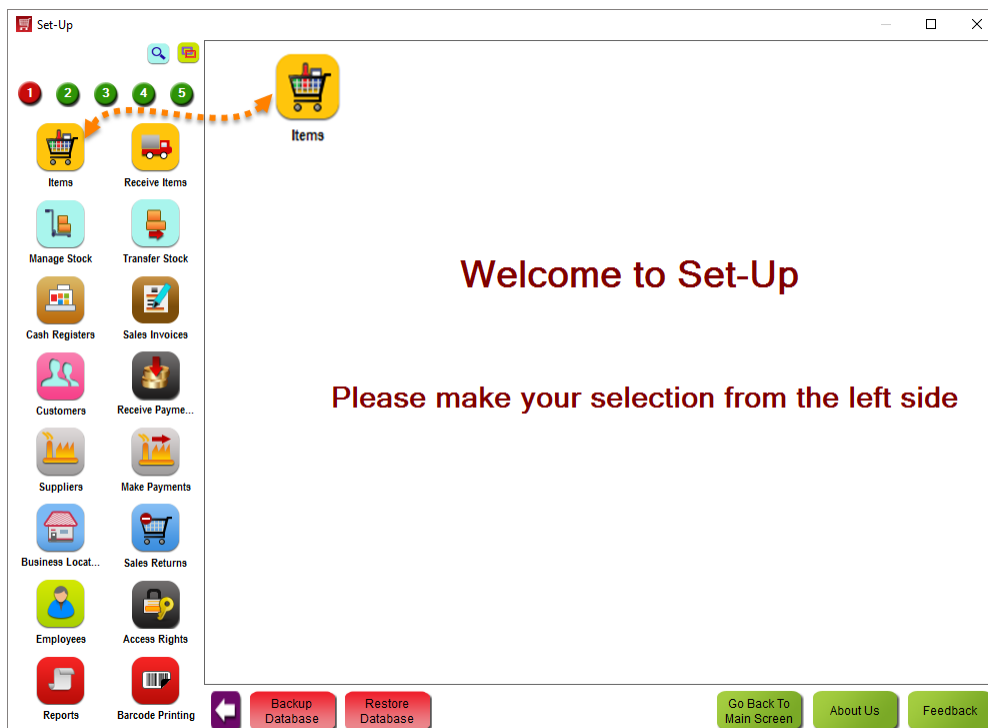 Set-Up
1 2 3 4 5
Items
Items Receive Items
Manage Stock Transfer Stock
Cash Registers Sales Invoices
Customers Receive Payme...
Suppliers Make Payments
Business Locat... Sales Returns
Employees Access Rights
Reports Barcode Printing
Welcome to Set-Up
Please make your selection from the left side
Backup
Database
Restore
Database
Go Back To
Main Screen
About Us
Feedback